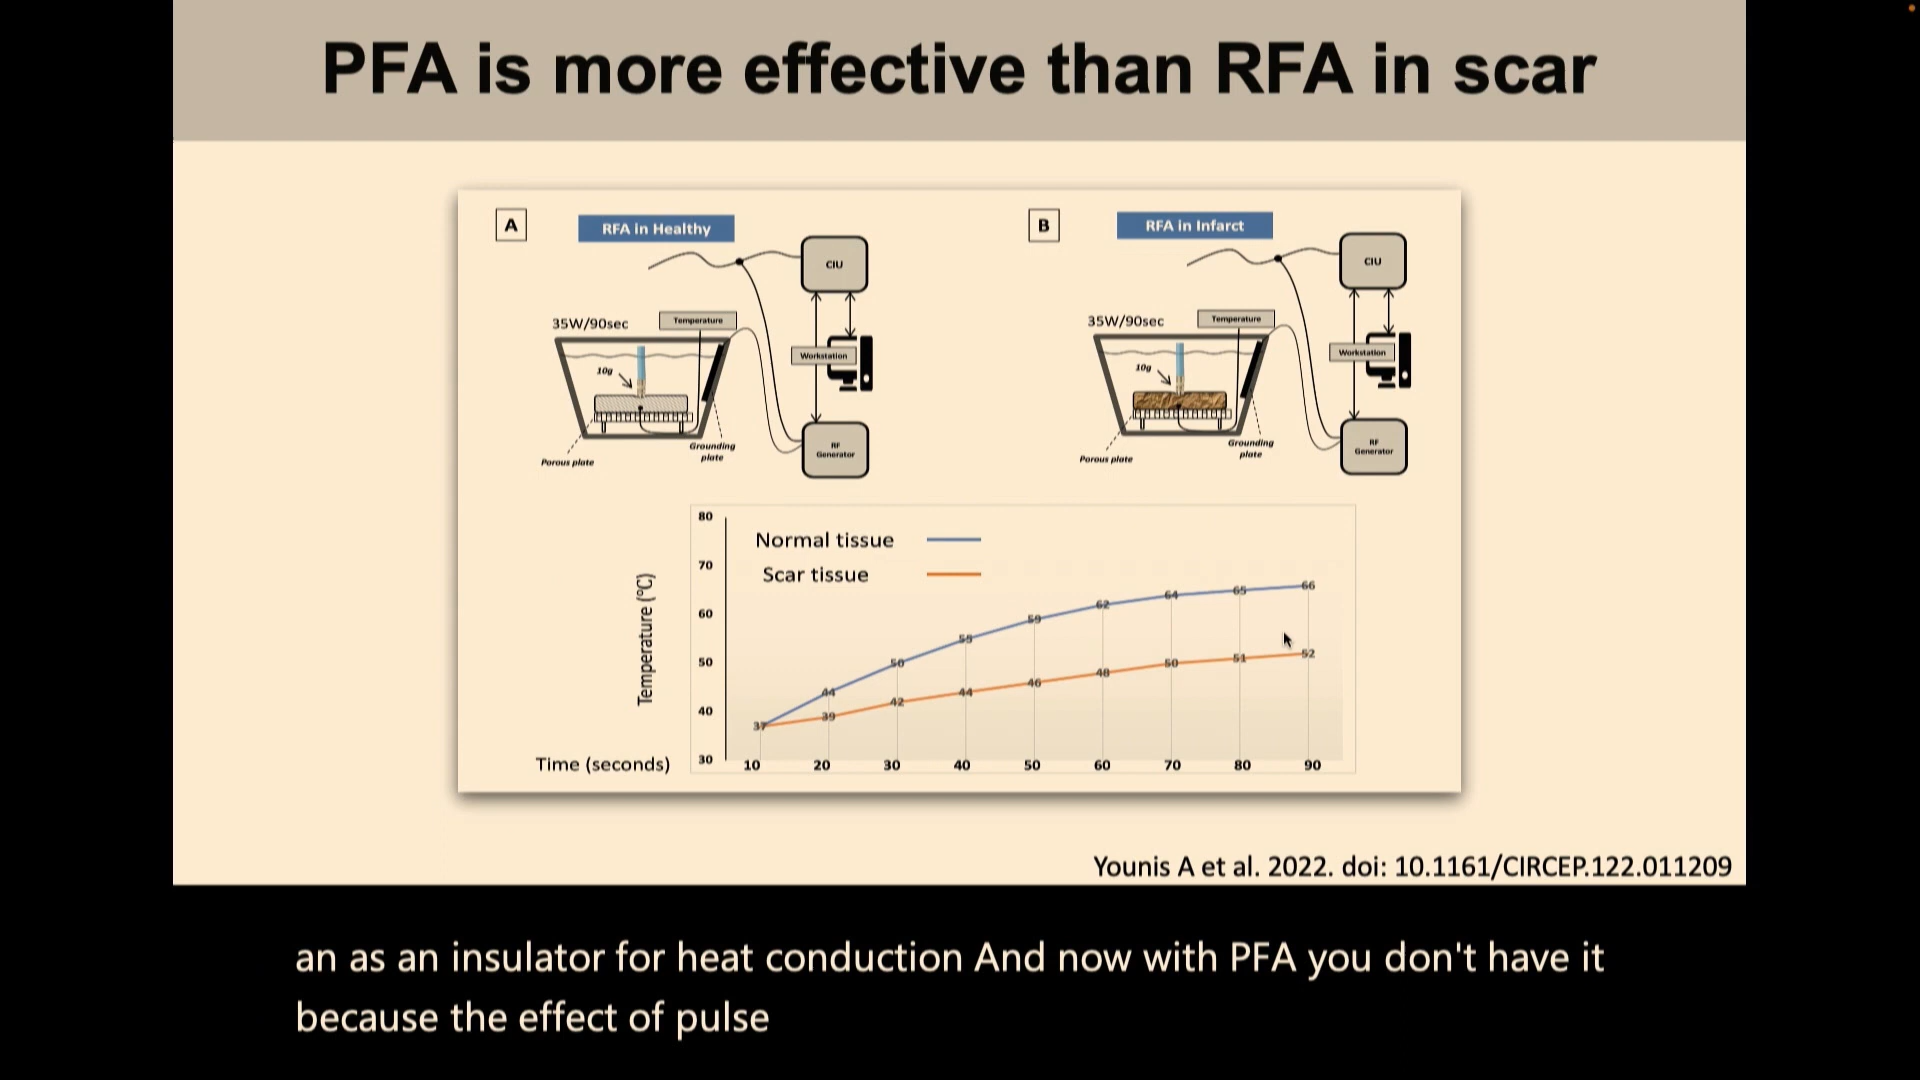 PFA is more effective than RFA in scar
A
RFA in Healthy
CIU
35W/90sec
Temperature
Workstation
10g
RF
Generator
Grounding
plate
Porous plate
B
RFA in Infarct
CIU
35W/90sec
Temperature
Workstation
10g
RF
Generator
Grounding
plate
Porous plate
Temperature (°C)
80
70
60
50
40
30
Normal tissue
Scar tissue
37 44 50 55 59 62 64 65 66
39 42 44 46 48 50 51 52
Time (seconds)
10 20 30 40 50 60 70 80 90
Younis A et al. 2022. doi: 10.1161/CIRCEP.122.011209
an as an insulator for heat conduction And now with PFA you don't have it
because the effect of pulse